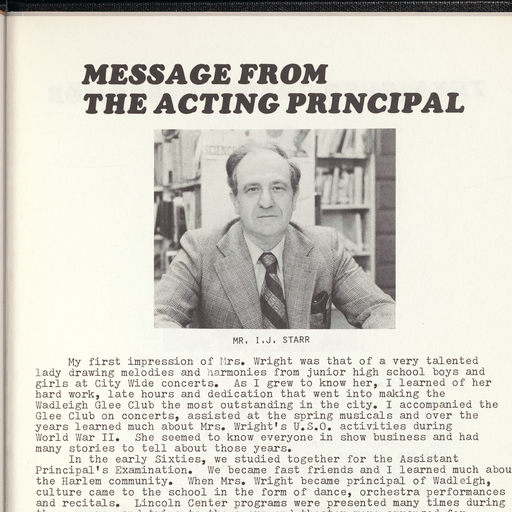 MESSAGE FROM
THE ACTING PRINCIPAL
MR. I.J. STARR
My first impression of Mrs. Wright was that of a very talented
lady drawing melodies and harmonies from junior high school boys and
girls at City Wide concerts. As I grew to know her, I learned of her
hard work, late hours and dedication that went into making the
Wadleigh Glee Club the most outstanding in the city. I accompanied the
Glee Club on concerts, assisted at the spring musicals and over the
years learned much about Mrs. Wright's U.S.O. activities during
World War II. She seemed to know everyone in show business and had
many stories to tell about those years.
In the early Sixties, we studied together for the Assistant
Principal's Examination. We became fast friends and I learned much abou
the Harlem community. When Mrs. Wright became principal of Wadleigh,
culture came to the school in the form of dance, orchestra performances
and recitals. Lincoln Center programs were presented many times during